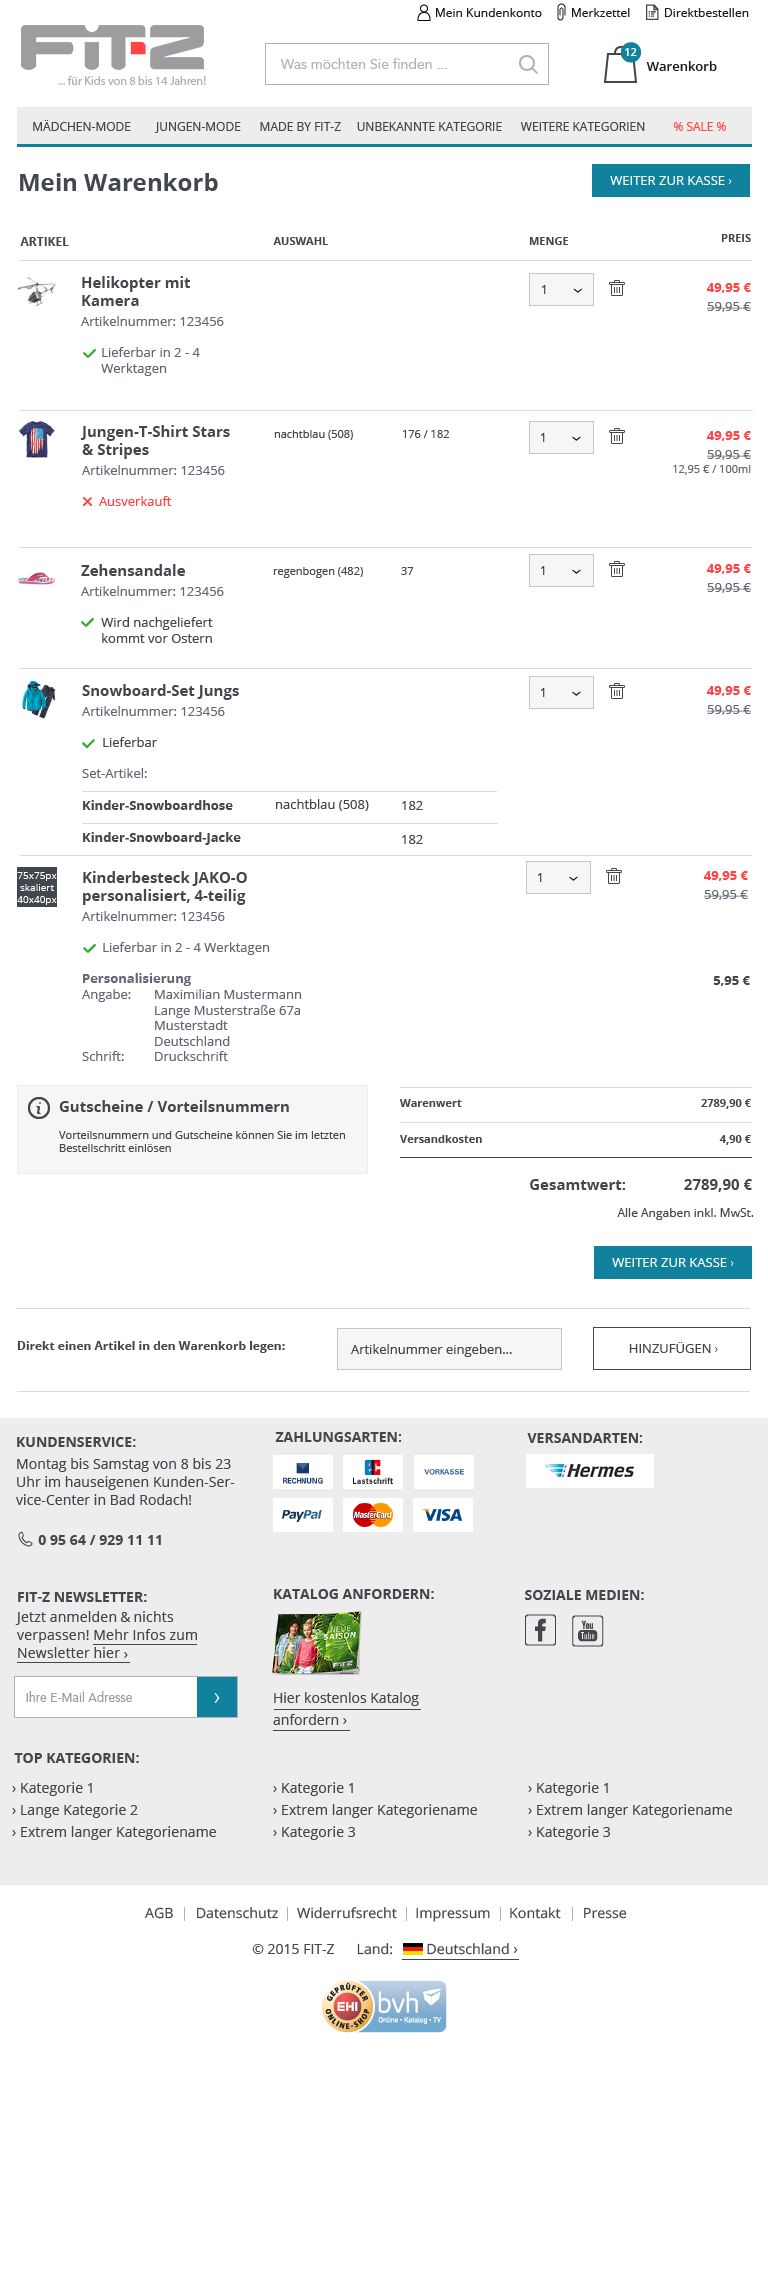 Mein Kundenkonto Merkzettel Direktbestellen
FiT-Z
... für Kids von 8 bis 14 Jahren!
Was möchten Sie finden ...
12
Warenkorb
MÄDCHEN-MODE JUNGEN-MODE MADE BY FIT-Z UNBEKANNTE KATEGORIE WEITERE KATEGORIEN % SALE %
Mein Warenkorb
WEITER ZUR KASSE ›
ARTIKEL AUSWAHL MENGE PREIS
Helikopter mit
Kamera
Artikelnummer: 123456
Lieferbar in 2 - 4
Werktagen
1
49,95 €
59,95 €
Jungen-T-Shirt Stars
& Stripes
Artikelnummer: 123456
Ausverkauft
nachtblau (508) 176 / 182
1
49,95 €
59,95 €
12,95 € / 100ml
Zehensandale
Artikelnummer: 123456
Wird nachgeliefert
kommt vor Ostern
regenbogen (482) 37
1
49,95 €
59,95 €
Snowboard-Set Jungs
Artikelnummer: 123456
Lieferbar
Set-Artikel:
1
49,95 €
59,95 €
Kinder-Snowboardhose nachtblau (508) 182
Kinder-Snowboard-Jacke 182
75x75px
skaliert
40x40px
Kinderbesteck JAKO-O
personalisiert, 4-teilig
Artikelnummer: 123456
Lieferbar in 2 - 4 Werktagen
1
49,95 €
59,95 €
Personalisierung 5,95 €
Angabe: Maximilian Mustermann
Lange Musterstraße 67a
Musterstadt
Deutschland
Schrift: Druckschrift
Gutscheine / Vorteilsnummern
Vorteilsnummern und Gutscheine können Sie im letzten
Bestellschritt einlösen
Warenwert 2789,90 €
Versandkosten 4,90 €
Gesamtwert: 2789,90 €
Alle Angaben inkl. MwSt.
WEITER ZUR KASSE ›
Direkt einen Artikel in den Warenkorb legen:
Artikelnummer eingeben...
HINZUFÜGEN ›
KUNDENSERVICE:
Montag bis Samstag von 8 bis 23
Uhr im hauseigenen Kunden-Ser-
vice-Center in Bad Rodach!
0 95 64 / 929 11 11
ZAHLUNGSARTEN:
RECHNUNG Lastschrift VORKASSE
PayPal MasterCard VISA
VERSANDARTEN:
Hermes
FIT-Z NEWSLETTER:
Jetzt anmelden & nichts
verpassen! Mehr Infos zum
Newsletter hier ›
Ihre E-Mail Adresse ›
KATALOG ANFORDERN:
NEUE
SAISON
FiT-Z
Hier kostenlos Katalog
anfordern ›
SOZIALE MEDIEN:
f
You
Tube
TOP KATEGORIEN:
› Kategorie 1
› Lange Kategorie 2
› Extrem langer Kategoriename
› Kategorie 1
› Extrem langer Kategoriename
› Kategorie 3
› Kategorie 1
› Extrem langer Kategoriename
› Kategorie 3
AGB | Datenschutz | Widerrufsrecht | Impressum | Kontakt | Presse
© 2015 FIT-Z Land: Deutschland ›
GEPRÜFTER
EHI
ONLINE-SHOP
bvh
Online • Katalog • TV